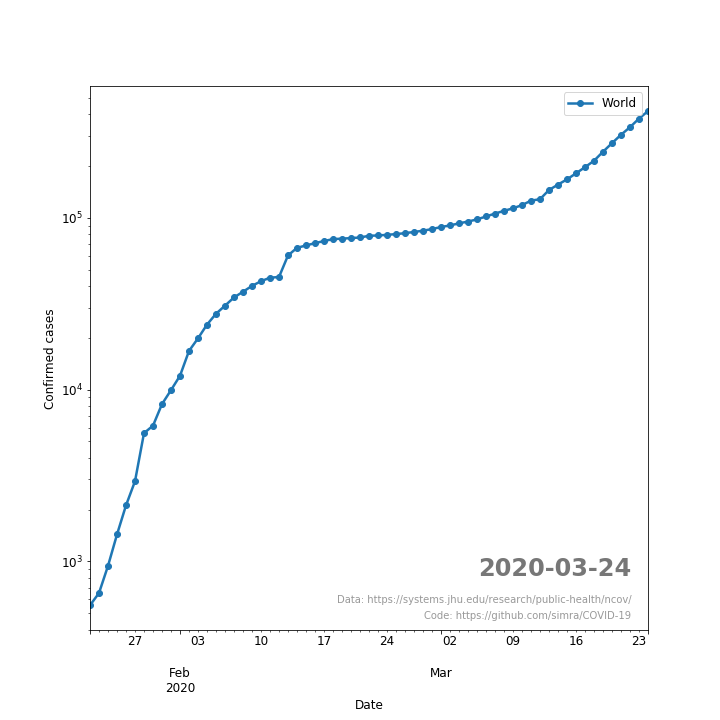 World
10^5
10^4
10^3
Confirmed cases
2020-03-24
Data: https://systems.jhu.edu/research/public-health/ncov/
Code: https://github.com/simra/COVID-19
27 03 10 17 24 02 09 16 23
Feb Mar
2020
Date